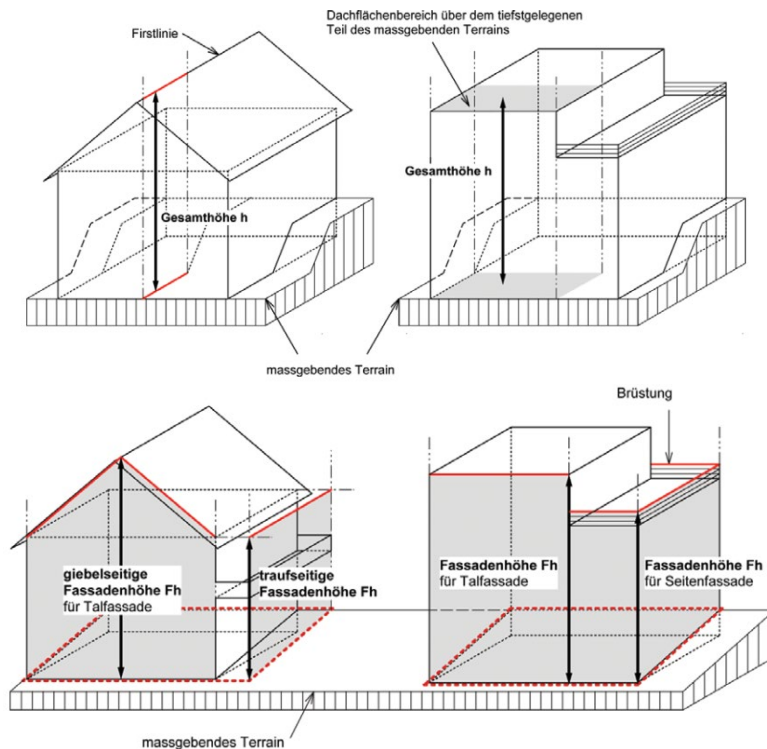 Firstlinie
Dachflächenbereich über dem tiefstgelegenen
Teil des massgebenden Terrains
Gesamthöhe h
Gesamthöhe h
massgebendes Terrain
Brüstung
giebelseitige
Fassadenhöhe Fh
für Talfassade
traufseitige
Fassadenhöhe Fh
Fassadenhöhe Fh
für Talfassade
Fassadenhöhe Fh
für Seitenfassade
massgebendes Terrain